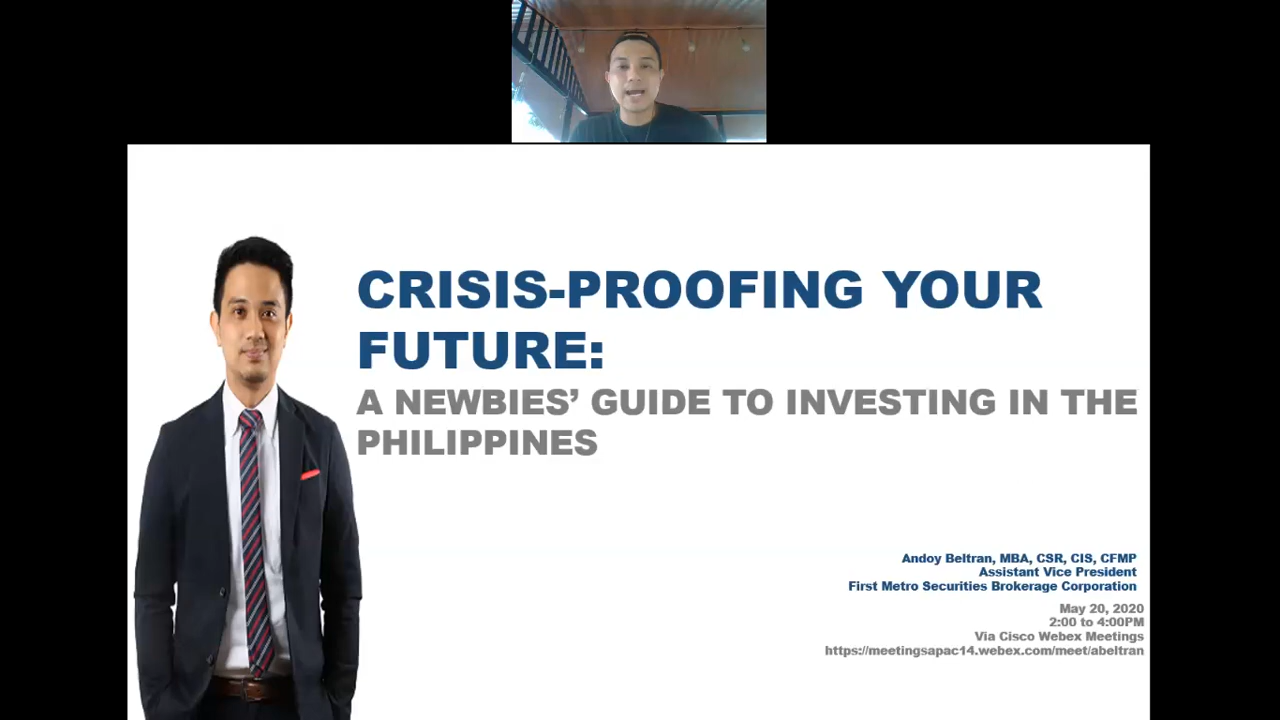 CRISIS-PROOFING YOUR
FUTURE:
A NEWBIES’ GUIDE TO INVESTING IN THE
PHILIPPINES
Andoy Beltran, MBA, CSR, CIS, CFMP
Assistant Vice President
First Metro Securities Brokerage Corporation
May 20, 2020
2:00 to 4:00PM
Via Cisco Webex Meetings
https://meetingsapac14.webex.com/meet/abeltran